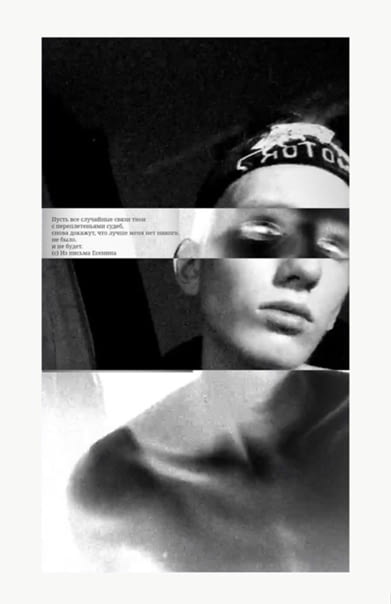 Пусть все случайные связи твои
с переплетеньями судеб,
снова докажут, что лучше меня нет никого,
не было,
и не будет.
(с) Из письма Есенина